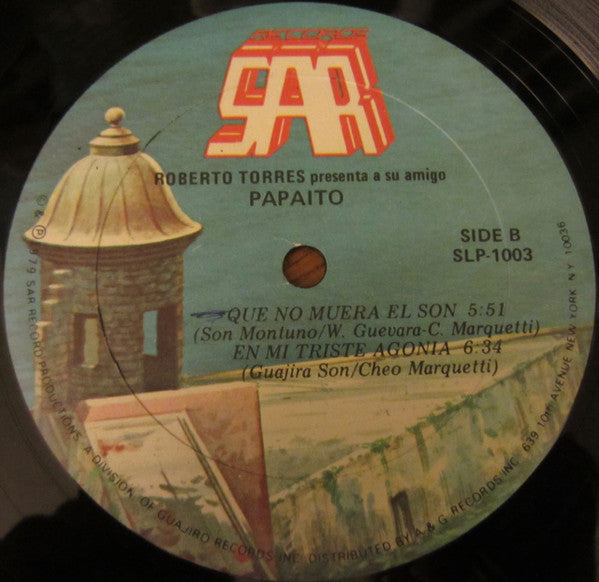 RECORDS
SAR
ROBERTO TORRES presenta a su amigo
PAPAITO
SIDE B
SLP-1003
QUE NO MUERA EL SON 5:51
(Son Montuno/W. Guevara-C. Marquetti)
EN MI TRISTE AGONIA 6:34
(Guajira Son/Cheo Marquetti)
© & ℗ 1979 SAR RECORD PRODUCTIONS, A DIVISION OF GUAJIRO RECORDS INC. DISTRIBUTED BY A & G RECORDS INC. 639 10th AVENUE NEW YORK NY 10036